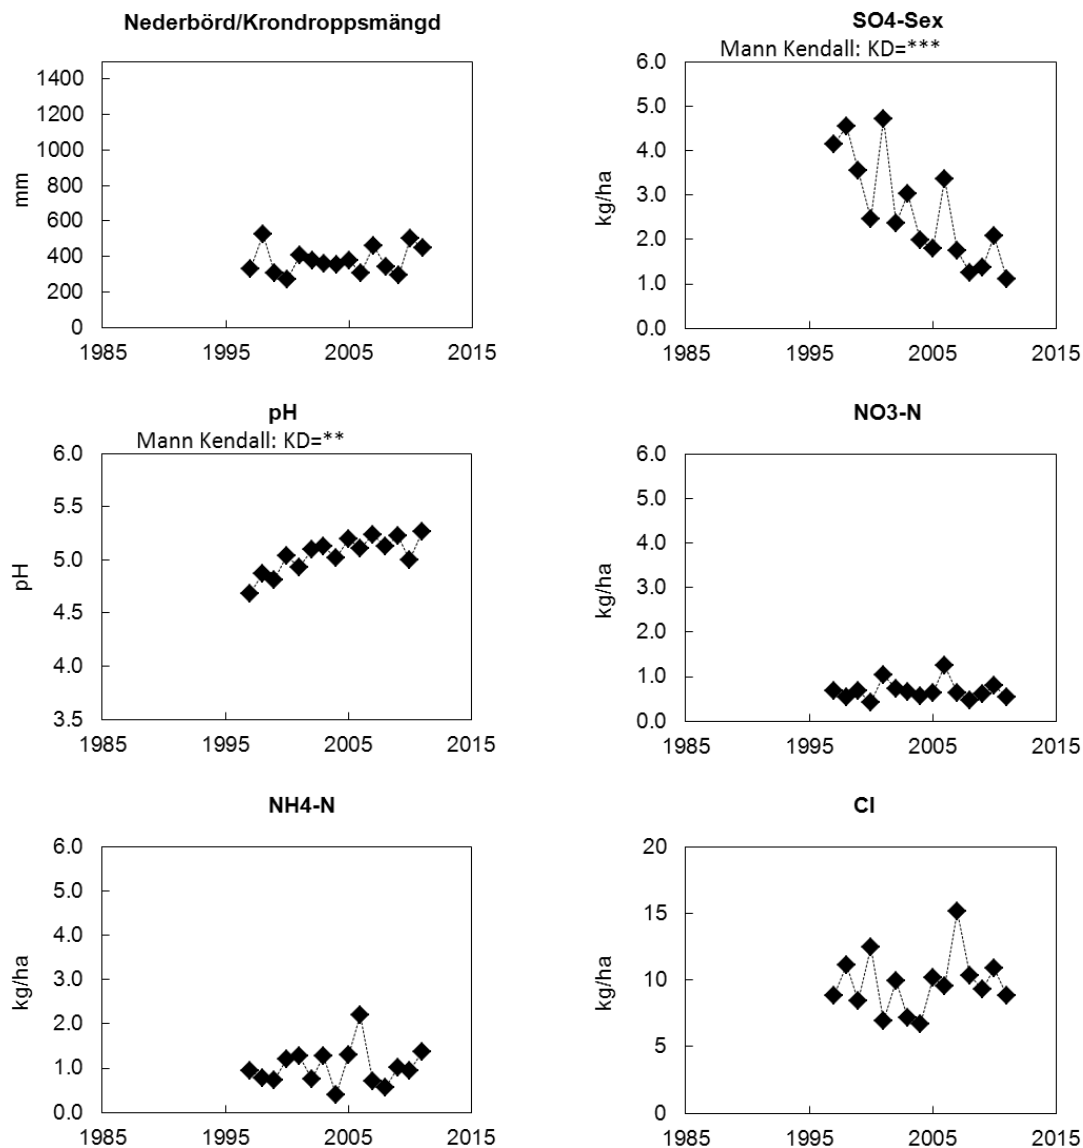 Nederbörd/Krondroppsmängd
1400
1200
1000
800
600
400
200
0
mm
1985 1995 2005 2015
SO4-Sex
Mann Kendall: KD=***
6.0
5.0
4.0
3.0
2.0
1.0
0.0
kg/ha
1985 1995 2005 2015
pH
Mann Kendall: KD=**
6.0
5.5
5.0
4.5
4.0
3.5
pH
1985 1995 2005 2015
NO3-N
6.0
5.0
4.0
3.0
2.0
1.0
0.0
kg/ha
1985 1995 2005 2015
NH4-N
6.0
5.0
4.0
3.0
2.0
1.0
0.0
kg/ha
1985 1995 2005 2015
Cl
20
15
10
5
0
kg/ha
1985 1995 2005 2015